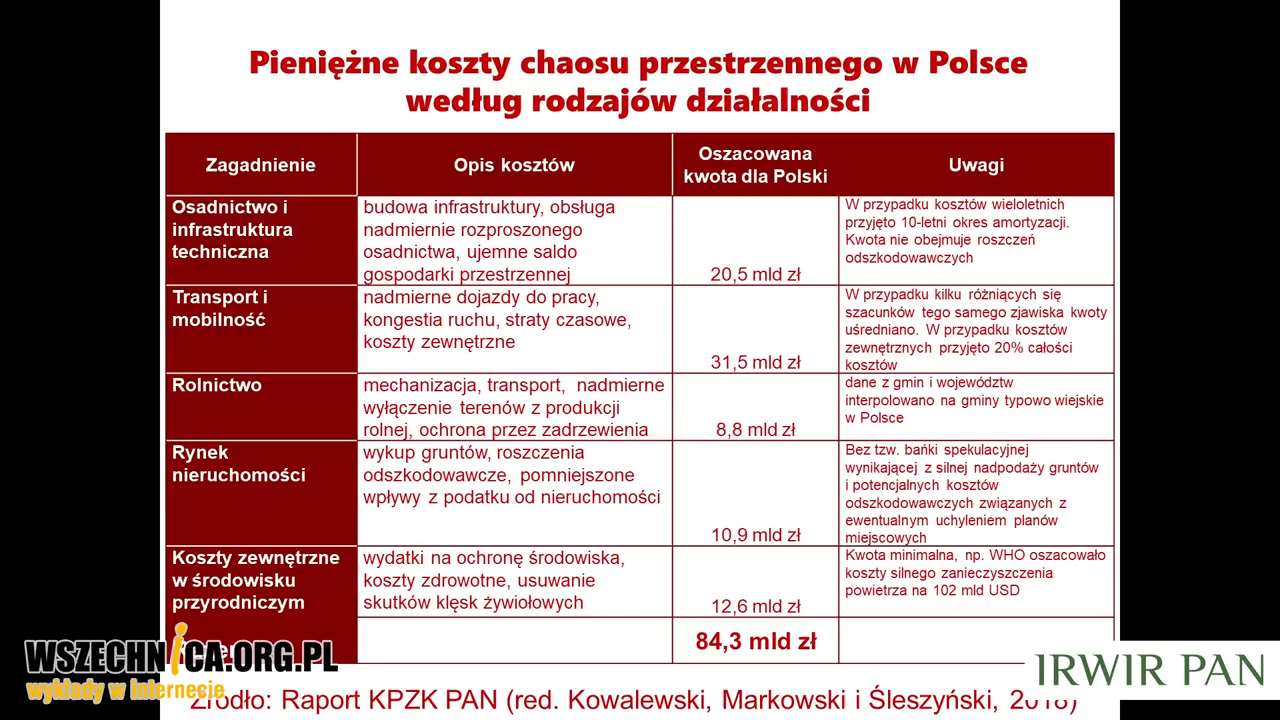 Pieniężne koszty chaosu przestrzennego w Polsce
według rodzajów działalności
Zagadnienie
Opis kosztów
Oszacowana
kwota dla Polski
Uwagi
Osadnictwo i
infrastruktura
techniczna
budowa infrastruktury, obsługa
nadmiernie rozproszonego
osadnictwa, ujemne saldo
gospodarki przestrzennej
20,5 mld zł
W przypadku kosztów wieloletnich
przyjęto 10-letni okres amortyzacji.
Kwota nie obejmuje roszczeń
odszkodowawczych
Transport i
mobilność
nadmierne dojazdy do pracy,
kongestia ruchu, straty czasowe,
koszty zewnętrzne
31,5 mld zł
W przypadku kilku różniących się
szacunków tego samego zjawiska kwoty
uśredniano. W przypadku kosztów
zewnętrznych przyjęto 20% całości
kosztów
Rolnictwo
mechanizacja, transport, nadmierne
wyłączenie terenów z produkcji
rolnej, ochrona przez zadrzewienia
8,8 mld zł
dane z gmin i województw
interpolowano na gminy typowo wiejskie
w Polsce
Rynek
nieruchomości
wykup gruntów, roszczenia
odszkodowawcze, pomniejszone
wpływy z podatku od nieruchomości
10,9 mld zł
Bez tzw. bańki spekulacyjnej
wynikającej z silnej nadpodaży gruntów
i potencjalnych kosztów
odszkodowawczych związanych z
ewentualnym uchyleniem planów
miejscowych
Koszty zewnętrzne
w środowisku
przyrodniczym
wydatki na ochronę środowiska,
koszty zdrowotne, usuwanie
skutków klęsk żywiołowych
12,6 mld zł
Kwota minimalna, np. WHO oszacowało
koszty silnego zanieczyszczenia
powietrza na 102 mld USD
84,3 mld zł
WSZECHNICA.ORG.PL
wykłady w Internecie
IRWIR PAN
Źródło: Raport KPZK PAN (red. Kowalewski, Markowski i Śleszyński, 2018)